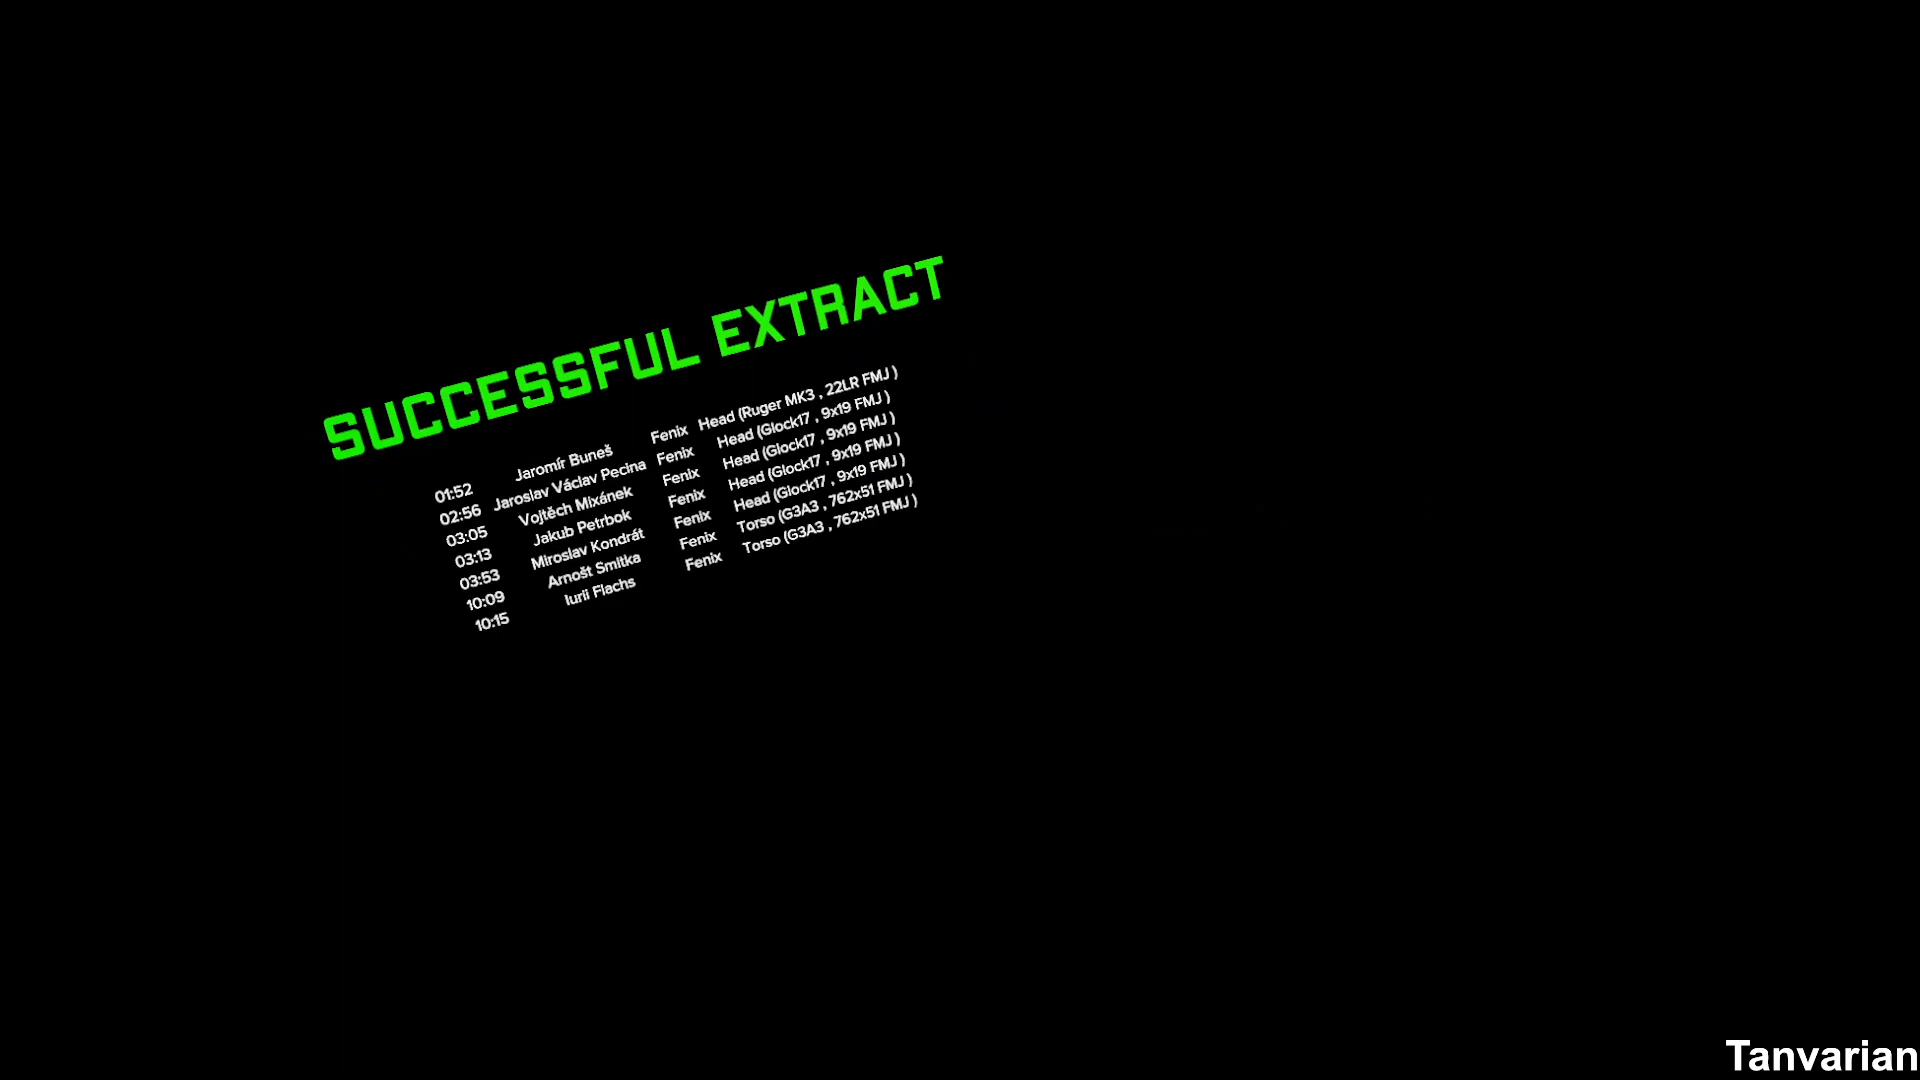 SUCCESSFUL EXTRACT
01:52 Jaromír Buneš Fenix Head (Ruger MK3 , 22LR FMJ )
02:56 Jaroslav Václav Pecina Fenix Head (Glock17 , 9x19 FMJ )
03:05 Vojtěch Mixánek Fenix Head (Glock17 , 9x19 FMJ )
03:13 Jakub Petrbok Fenix Head (Glock17 , 9x19 FMJ )
03:53 Miroslav Kondrát Fenix Head (Glock17 , 9x19 FMJ )
10:09 Arnošt Smitka Fenix Torso (G3A3 , 762x51 FMJ )
10:15 Iurii Flachs Fenix Torso (G3A3 , 762x51 FMJ )
Tanvarian